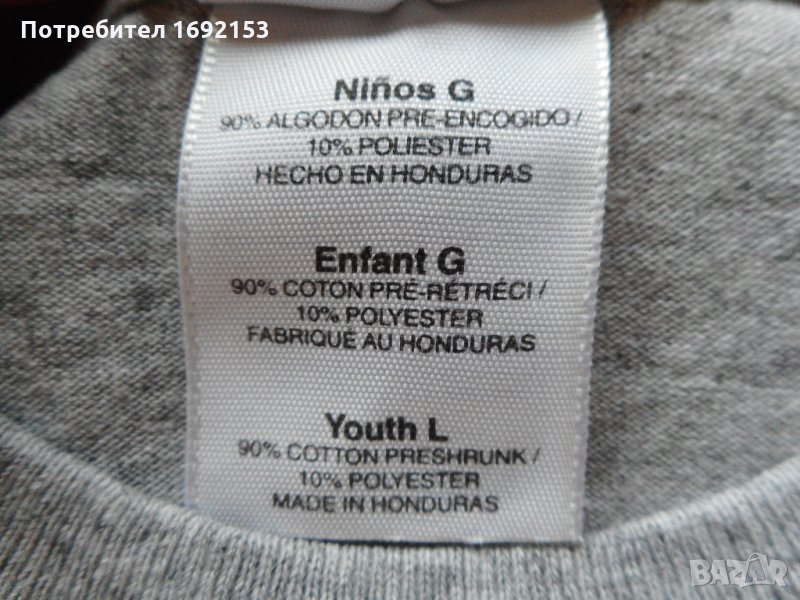 Потребител 1692153
Niños G
90% ALGODON PRE-ENCOGIDO /
10% POLIESTER
HECHO EN HONDURAS
Enfant G
90% COTON PRÉ-RÉTRÉCI /
10% POLYESTER
FABRIQUÉ AU HONDURAS
Youth L
90% COTTON PRESHRUNK /
10% POLYESTER
MADE IN HONDURAS
BAZAR